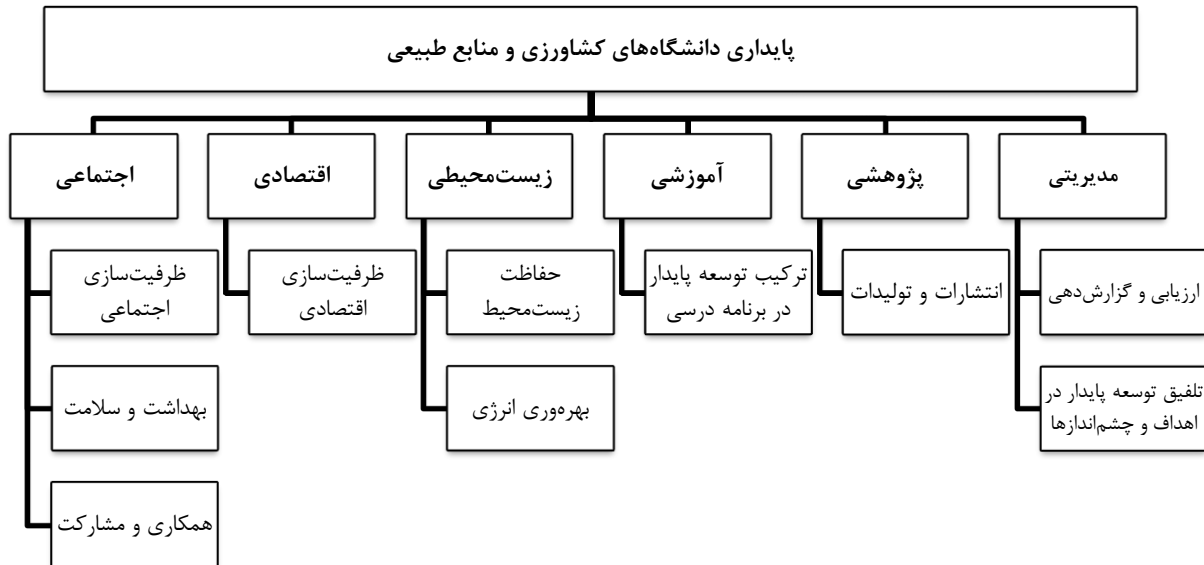 پایداری دانشگاه‌های کشاورزی و منابع طبیعی
مدیریتی
پژوهشی
آموزشی
زیست‌محیطی
اقتصادی
اجتماعی
ارزیابی و گزارش‌دهی
انتشارات و تولیدات
ترکیب توسعه پایدار
در برنامه درسی
حفاظت
زیست‌محیط
ظرفیت‌سازی
اقتصادی
ظرفیت‌سازی
اجتماعی
تلفیق توسعه پایدار در
اهداف و چشم‌اندازها
بهره‌وری انرژی
بهداشت و سلامت
همکاری و مشارکت